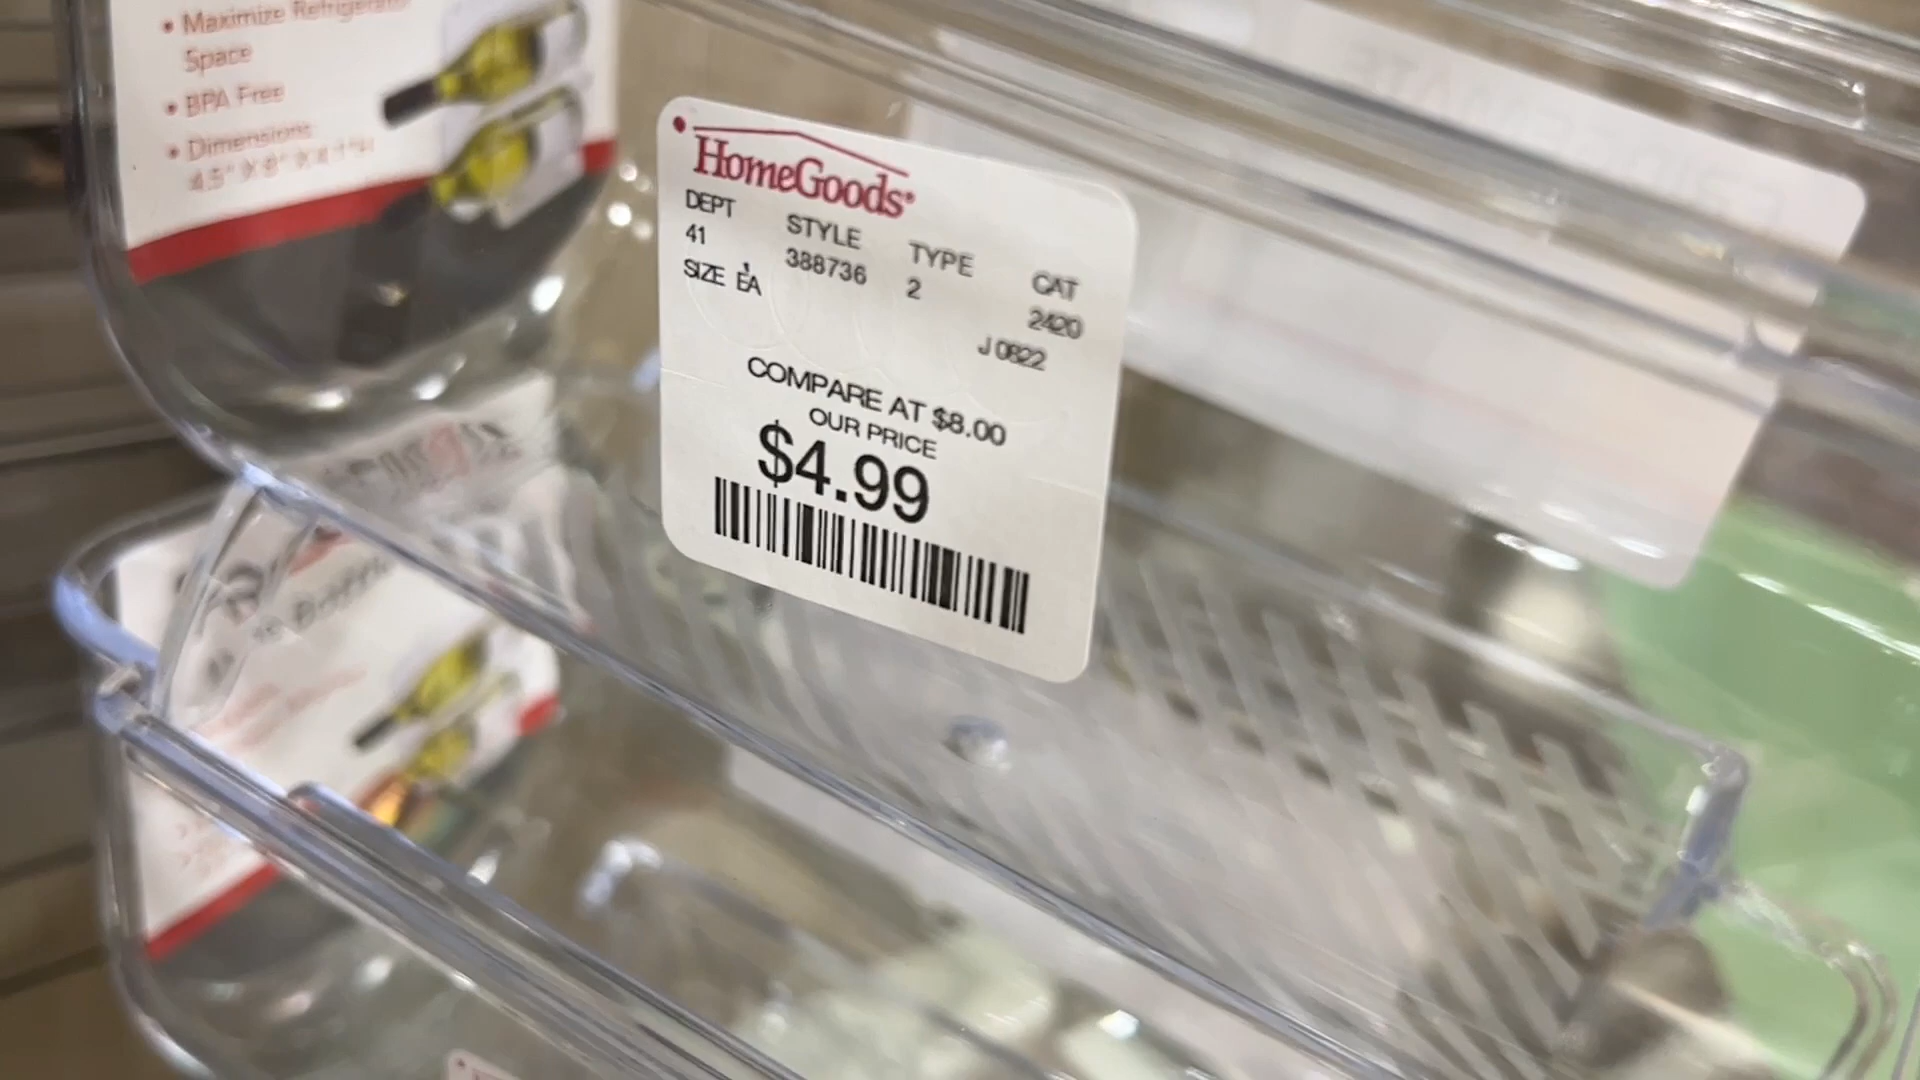 • Maximize Refrigerator
Space
• BPA Free
• Dimensions
HomeGoods
DEPT STYLE TYPE CAT
41 388736 2 2420
SIZE EA
J 0822
COMPARE AT $8.00
OUR PRICE
$4.99